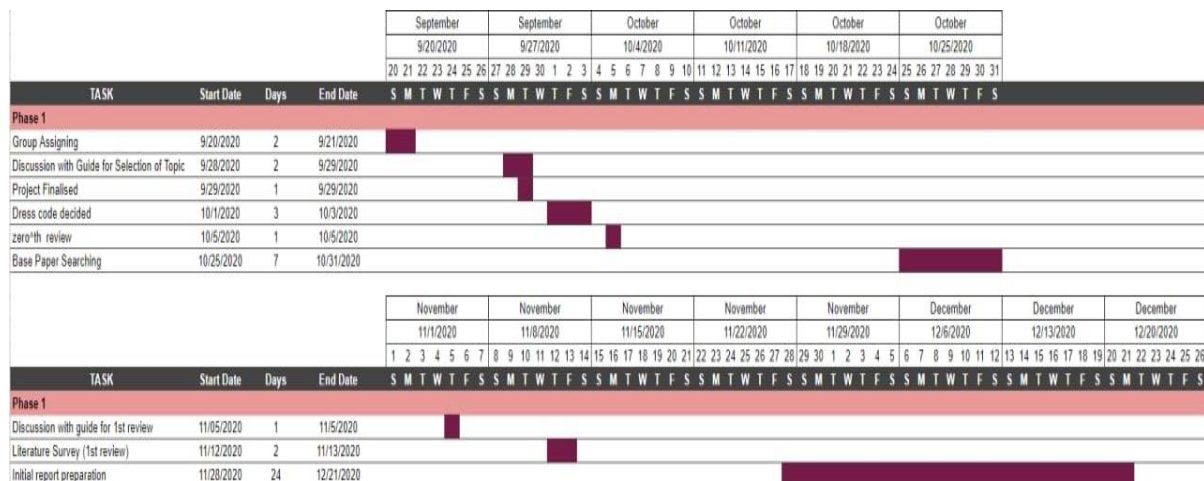 September September October October October October
9/20/2020 9/27/2020 10/4/2020 10/11/2020 10/18/2020 10/25/2020
20 21 22 23 24 25 26 27 28 29 30 1 2 3 4 5 6 7 8 9 10 11 12 13 14 15 16 17 18 19 20 21 22 23 24 25 26 27 28 29 30 31
TASK Start Date Days End Date S M T W T F S S M T W T F S S M T W T F S S M T W T F S S M T W T F S S M T W T F S
Phase 1
Group Assigning 9/20/2020 2 9/21/2020
Discussion with Guide for Selection of Topic 9/28/2020 2 9/29/2020
Project Finalised 9/29/2020 1 9/29/2020
Dress code decided 10/1/2020 3 10/3/2020
zero^th review 10/5/2020 1 10/5/2020
Base Paper Searching 10/25/2020 7 10/31/2020
November November November November November December December December
11/1/2020 11/8/2020 11/15/2020 11/22/2020 11/29/2020 12/6/2020 12/13/2020 12/20/2020
1 2 3 4 5 6 7 8 9 10 11 12 13 14 15 16 17 18 19 20 21 22 23 24 25 26 27 28 29 30 1 2 3 4 5 6 7 8 9 10 11 12 13 14 15 16 17 18 19 20 21 22 23 24 25 26
TASK Start Date Days End Date S M T W T F S S M T W T F S S M T W T F S S M T W T F S S M T W T F S S M T W T F S S M T W T F S S M T W T F S
Phase 1
Discussion with guide for 1st review 11/05/2020 1 11/5/2020
Literature Survey (1st review) 11/12/2020 2 11/13/2020
Initial report preparation 11/28/2020 24 12/21/2020